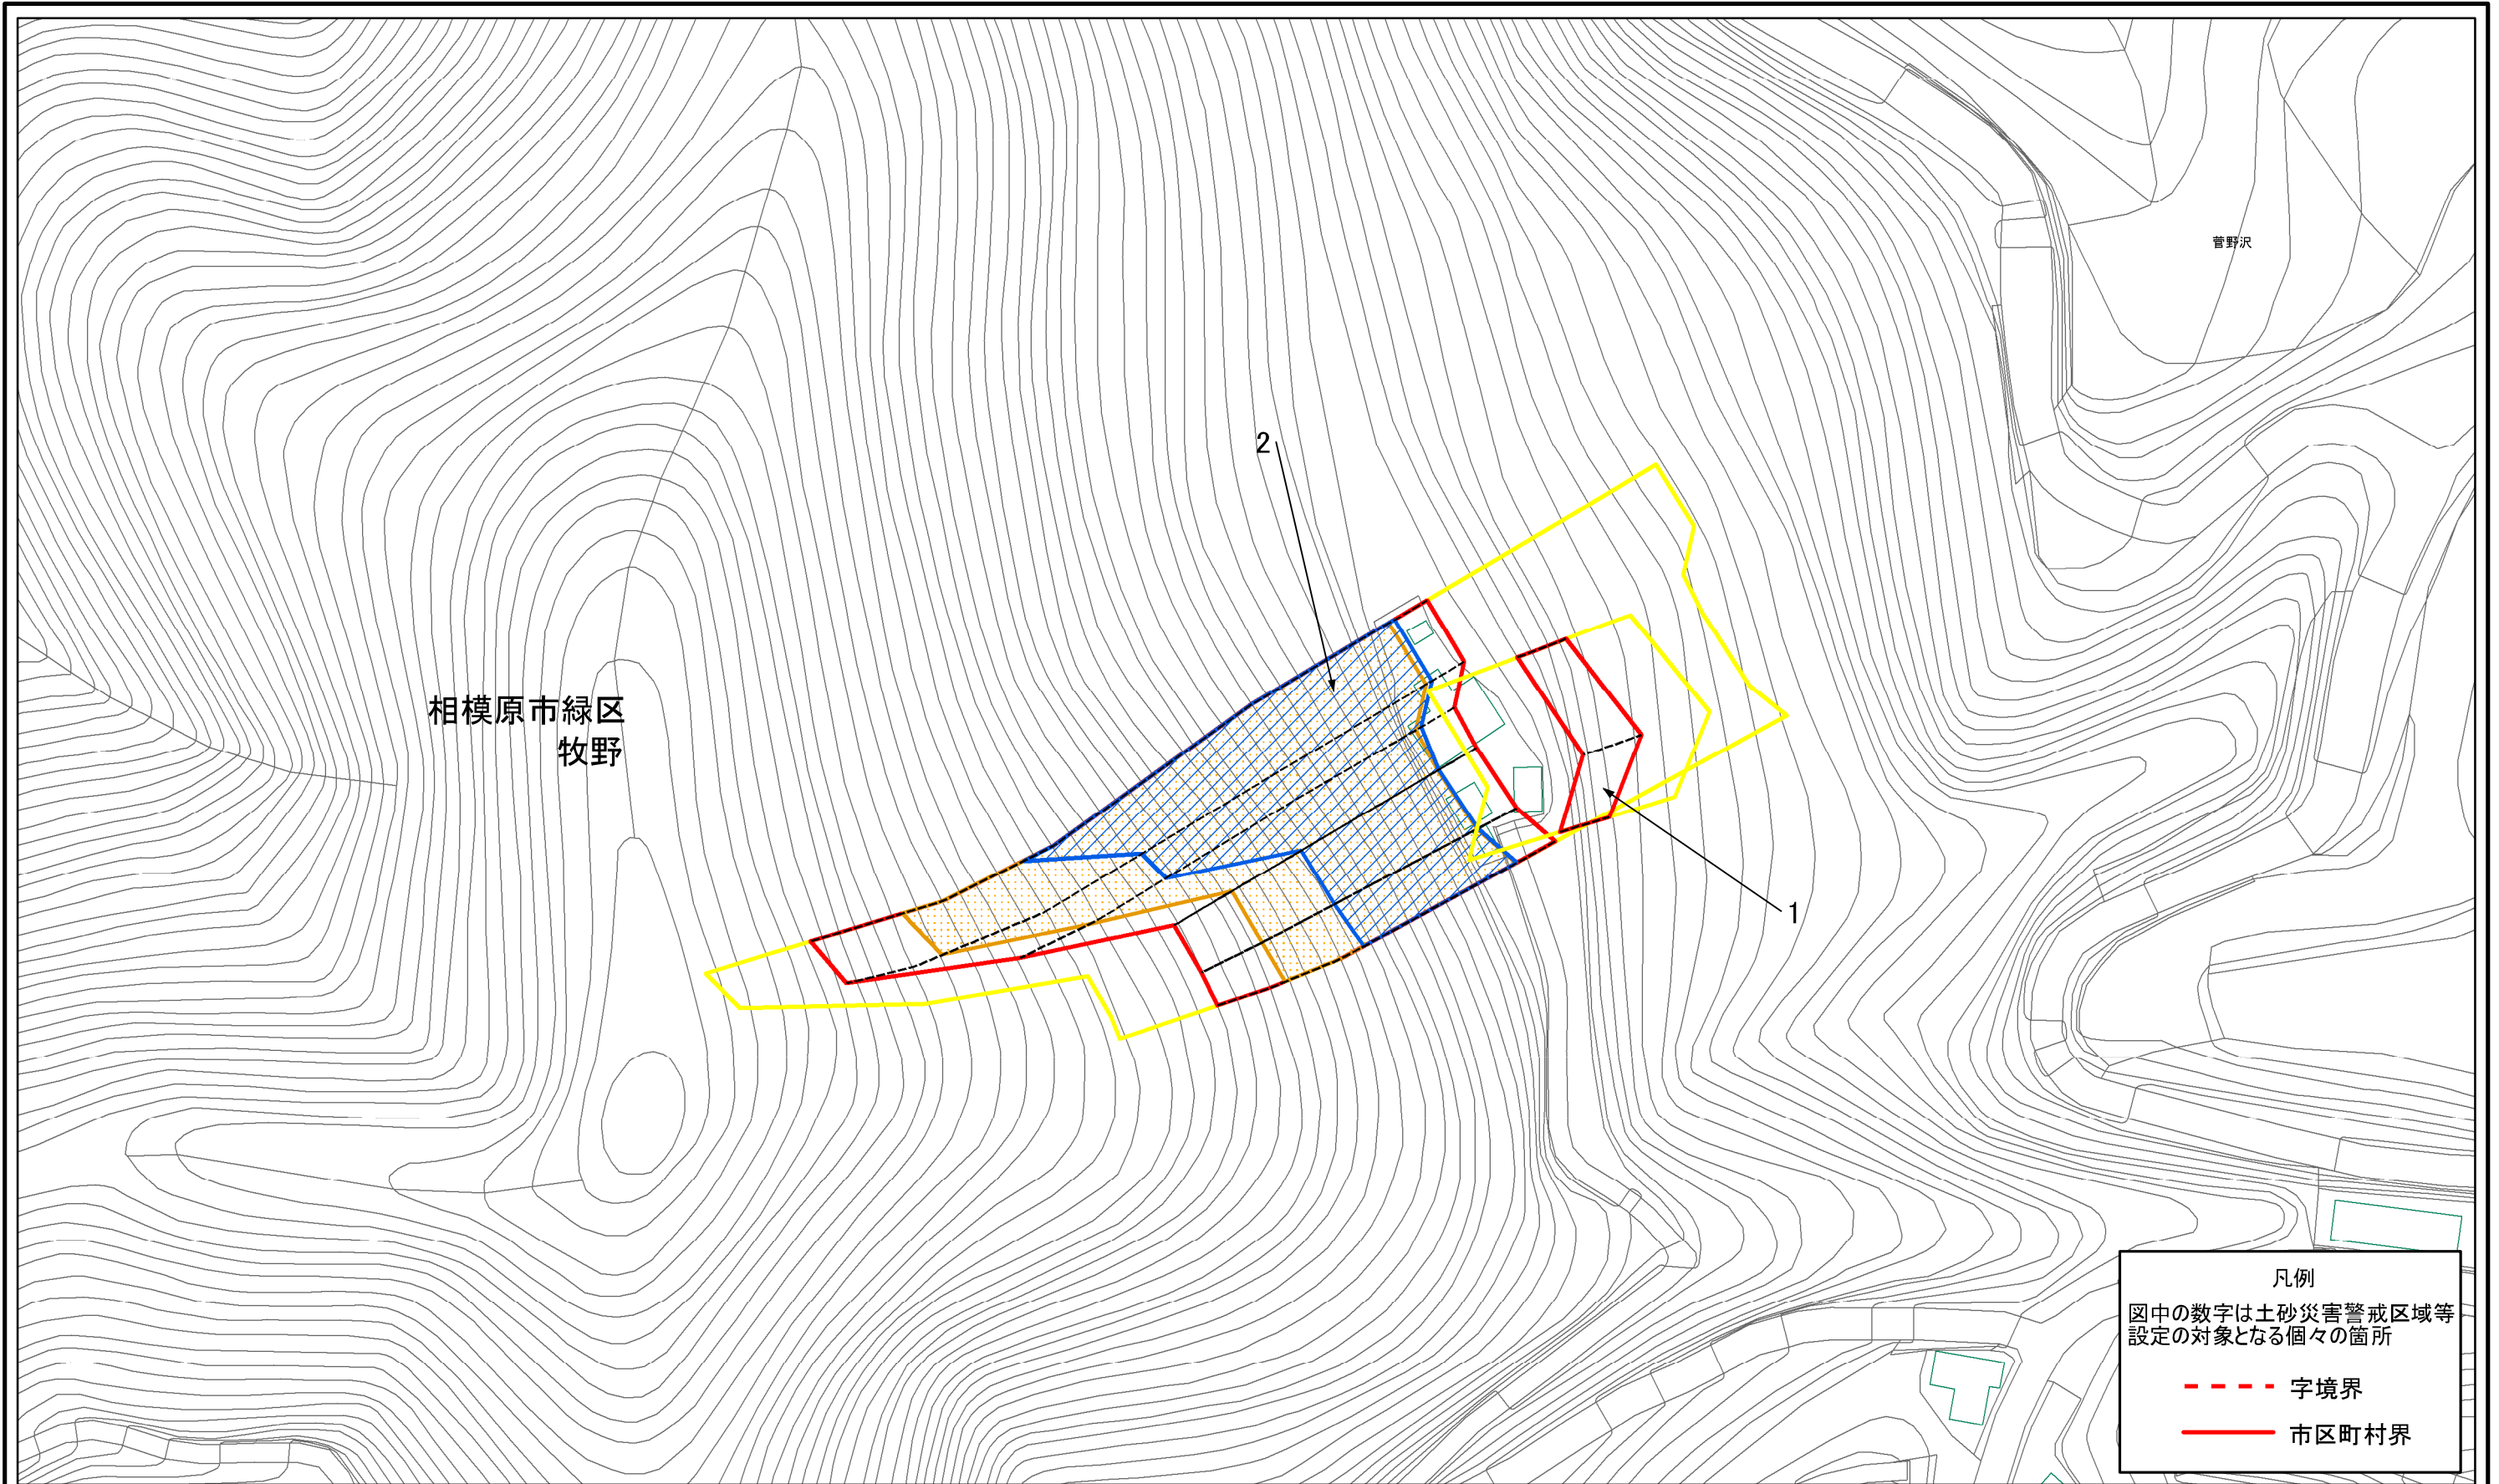 菅野沢
2
相模原市緑区
牧野
1
凡例
図中の数字は土砂災害警戒区域等
設定の対象となる個々の箇所
字境界
市区町村界